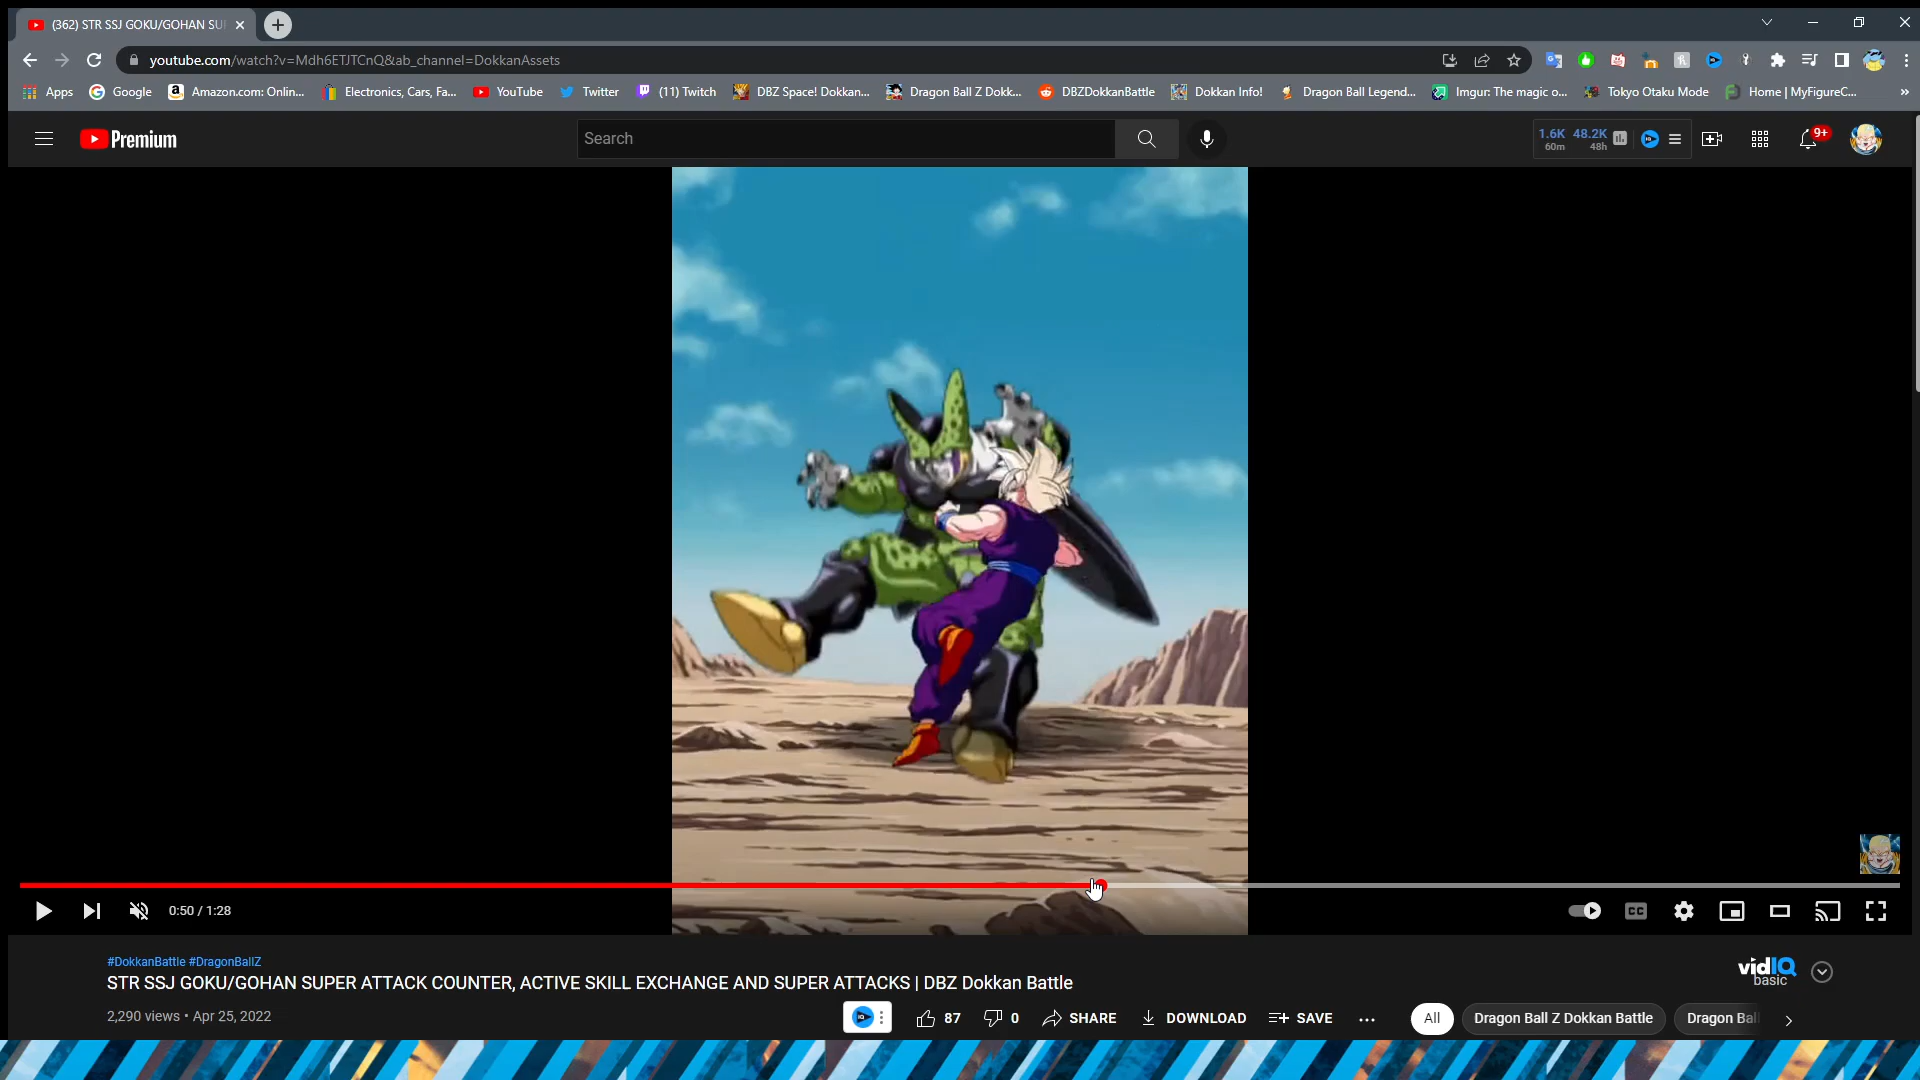 (362) STR SSJ GOKU/GOHAN SU
youtube.com/watch?v=Mdh6ETJTCnQ&ab_channel=DokkanAssets
Apps
Google
Amazon.com: Onlin...
Electronics, Cars, Fa...
YouTube
Twitter
(11) Twitch
DBZ Space! Dokkan...
Dragon Ball Z Dokk...
DBZDokkanBattle
Dokkan Info!
Dragon Ball Legend...
Imgur: The magic o...
Tokyo Otaku Mode
Home | MyFigureC...
Premium
Search
1.6K 48.2K
60m 48h
9+
0:50 / 1:28
CC
#DokkanBattle #DragonBallZ
STR SSJ GOKU/GOHAN SUPER ATTACK COUNTER, ACTIVE SKILL EXCHANGE AND SUPER ATTACKS | DBZ Dokkan Battle
vidIQ
basic
2,290 views • Apr 25, 2022
87
0
SHARE
DOWNLOAD
SAVE
All
Dragon Ball Z Dokkan Battle
Dragon Ball